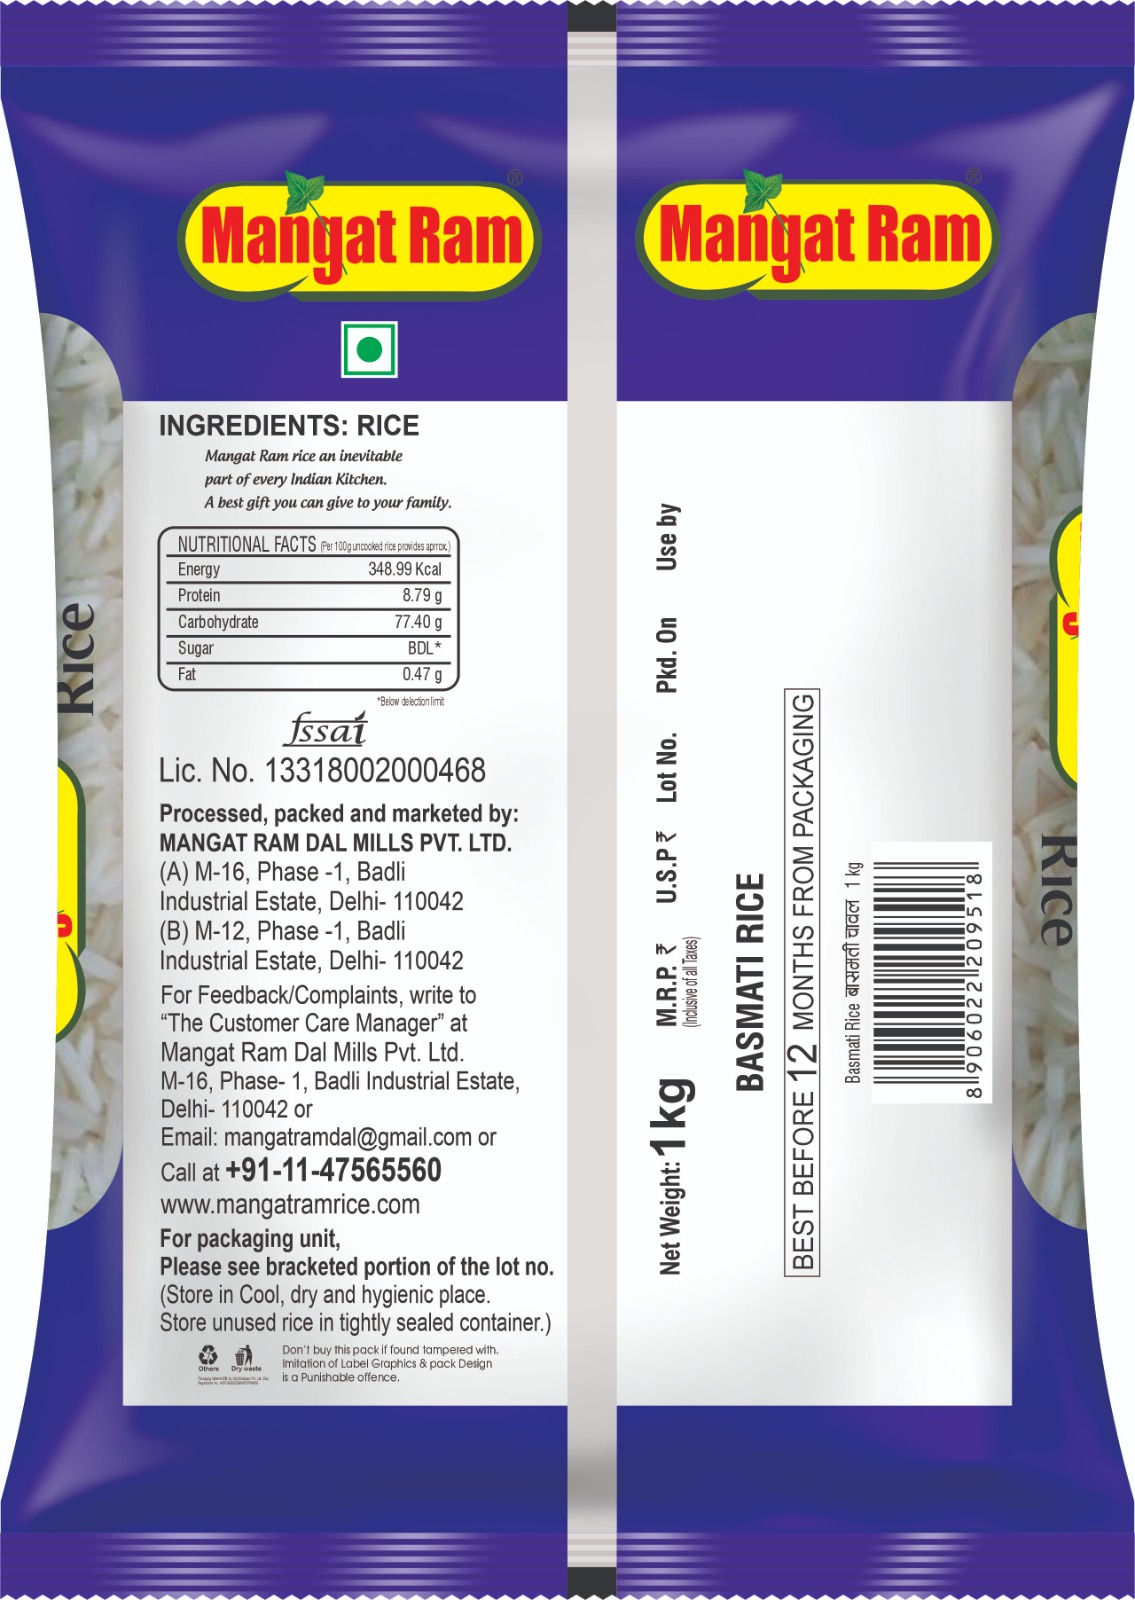 Mangat Ram
®
INGREDIENTS: RICE
Mangat Ram rice an inevitable
part of every Indian Kitchen.
A best gift you can give to your family.
NUTRITIONAL FACTS (Per 100g uncooked rice provides aprrox.)
Energy 348.99 Kcal
Protein 8.79 g
Carbohydrate 77.40 g
Sugar BDL*
Fat 0.47 g
*Below delection limit
fssai
Lic. No. 13318002000468
Processed, packed and marketed by:
MANGAT RAM DAL MILLS PVT. LTD.
(A) M-16, Phase -1, Badli
Industrial Estate, Delhi- 110042
(B) M-12, Phase -1, Badli
Industrial Estate, Delhi- 110042
For Feedback/Complaints, write to
“The Customer Care Manager” at
Mangat Ram Dal Mills Pvt. Ltd.
M-16, Phase- 1, Badli Industrial Estate,
Delhi- 110042 or
Email: mangatramdal@gmail.com or
Call at +91-11-47565560
www.mangatramrice.com
For packaging unit,
Please see bracketed portion of the lot no.
(Store in Cool, dry and hygienic place.
Store unused rice in tightly sealed container.)
Others
Dry waste
Don't buy this pack if found tampered with.
Imitation of Label Graphics & pack Design
is a Punishable offence.
Rice
Mangat Ram
®
Net Weight: 1kg M.R.P. ₹ U.S.P ₹ Lot No. Pkd. On Use by
(Inclusive of all Taxes)
BASMATI RICE
BEST BEFORE 12 MONTHS FROM PACKAGING
Basmati Rice बासमती चावल 1 kg
8906022209518
Rice